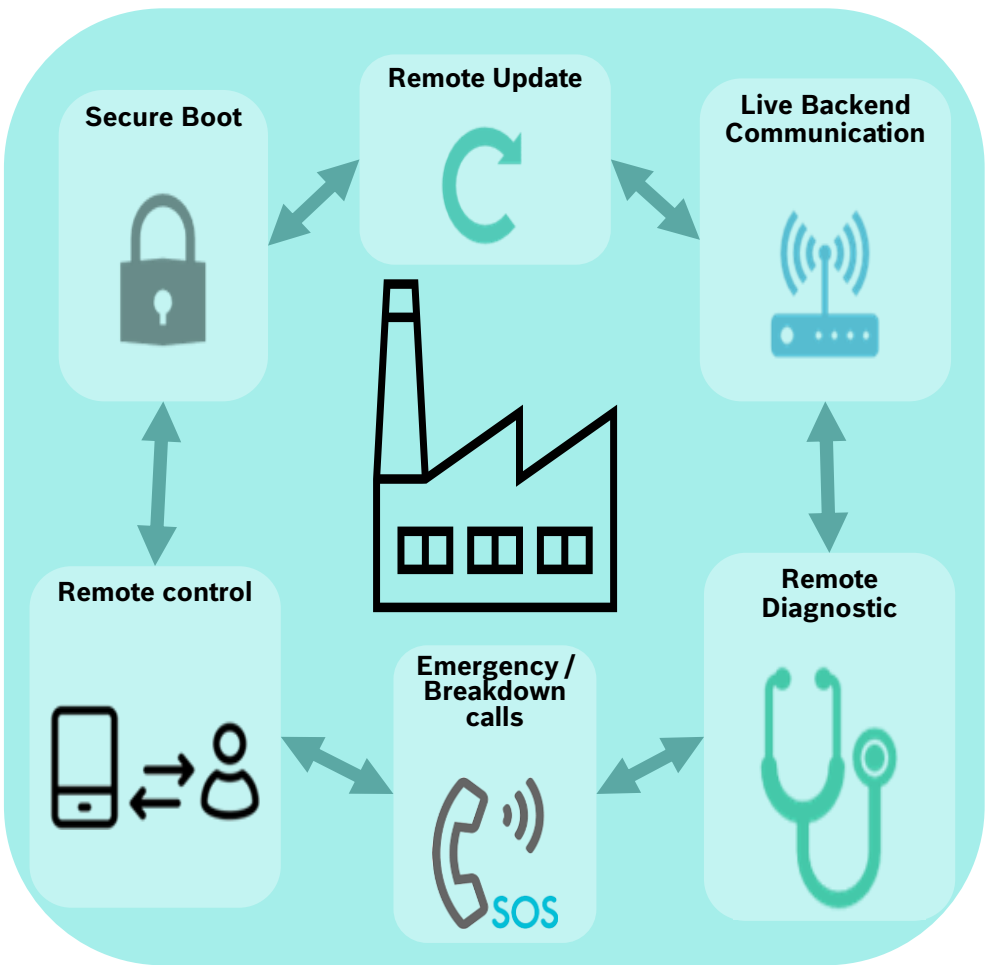 Remote Update
Secure Boot
Live Backend
Communication
Remote control
Remote
Diagnostic
Emergency /
Breakdown
calls
SOS